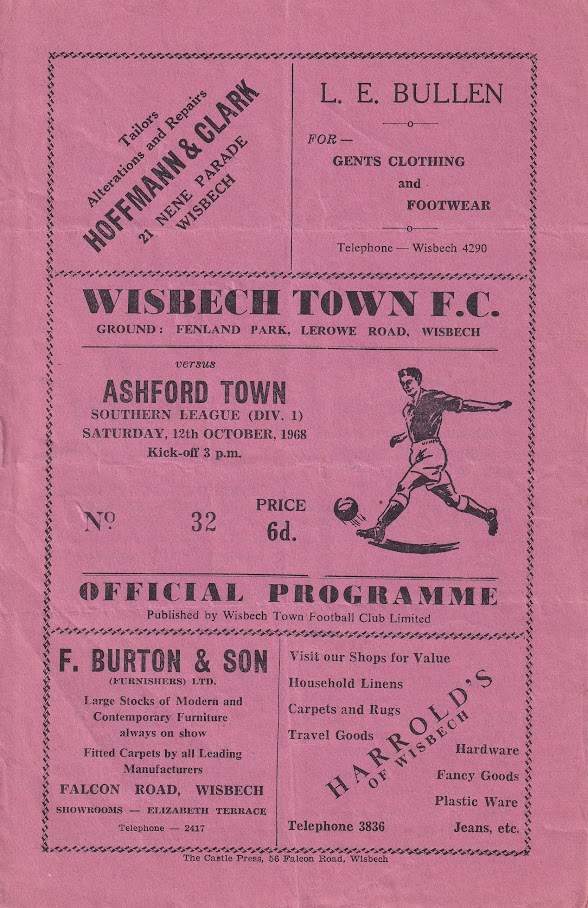 Tailors
Alterations and Repairs
HOFFMANN & CLARK
21 NENE PARADE
WISBECH
L. E. BULLEN
FOR —
GENTS CLOTHING
and
FOOTWEAR
Telephone — Wisbech 4290
WISBECH TOWN F.C.
GROUND: FENLAND PARK, LEROWE ROAD, WISBECH
versus
ASHFORD TOWN
SOUTHERN LEAGUE (DIV. 1)
SATURDAY, 12th OCTOBER, 1968
Kick-off 3 p.m.
No 32
PRICE
6d.
OFFICIAL PROGRAMME
Published by Wisbech Town Football Club Limited
F. BURTON & SON
(FURNISHERS) LTD.
Large Stocks of Modern and
Contemporary Furniture
always on show
Fitted Carpets by all Leading
Manufacturers
FALCON ROAD, WISBECH
SHOWROOMS — ELIZABETH TERRACE
Telephone — 2417
Visit our Shops for Value
Household Linens
Carpets and Rugs
Travel Goods
HARROLD'S
OF WISBECH
Hardware
Fancy Goods
Plastic Ware
Telephone 3836 Jeans, etc.
The Castle Press, 56 Falcon Road, Wisbech